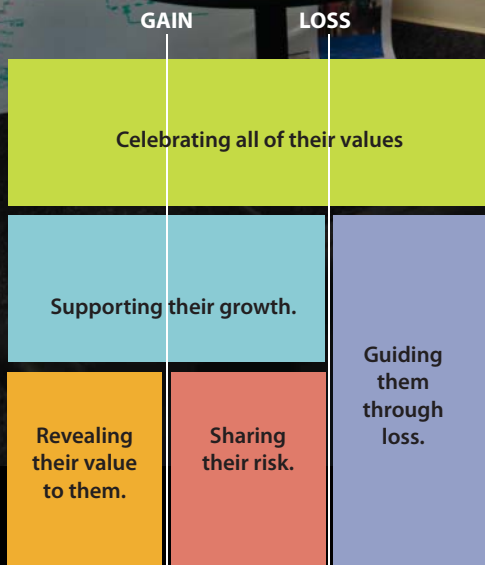 GAIN
LOSS
Celebrating all of their values
Supporting their growth.
Guiding
them
through
loss.
Revealing
their value
to them.
Sharing
their risk.